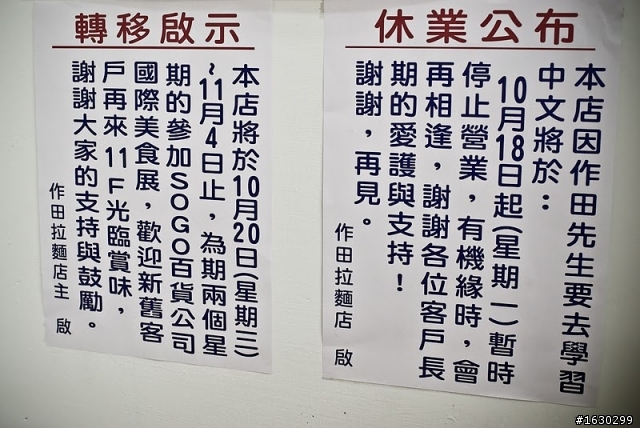 休業公布
本店因作田先生要去學習
中文將於：
10月18日起(星期一)暫時
停止營業，有機緣時，會
再相逢，謝謝各位客戶長
期的愛護與支持！
謝謝，再見。
作田拉麵店 啟
轉移啟示
本店將於10月20日(星期三)
~11月4日止，為期兩個星
期的參加SOGO百貨公司
國際美食展，歡迎新舊客
戶再來11F光臨賞味，
謝謝大家的支持與鼓勵。
作田拉麵店主 啟
#1630299